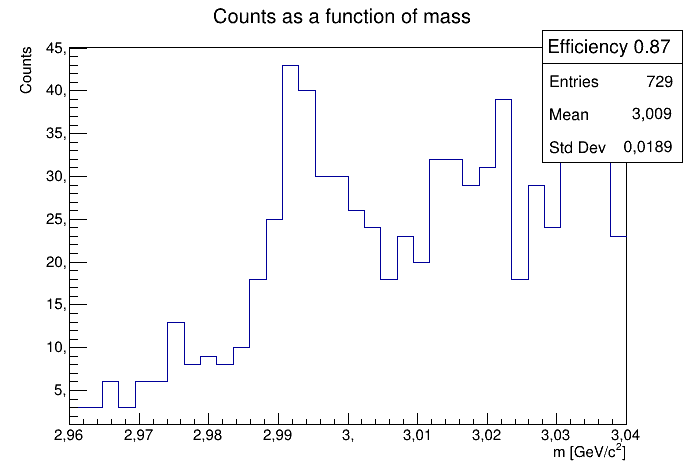 Counts as a function of mass
Efficiency 0.87
Entries 729
Mean 3,009
Std Dev 0,0189
Counts
45,
40,
35,
30,
25,
20,
15,
10,
5,
2,96 2,97 2,98 2,99 3, 3,01 3,02 3,03 3,04
m [GeV/c²]